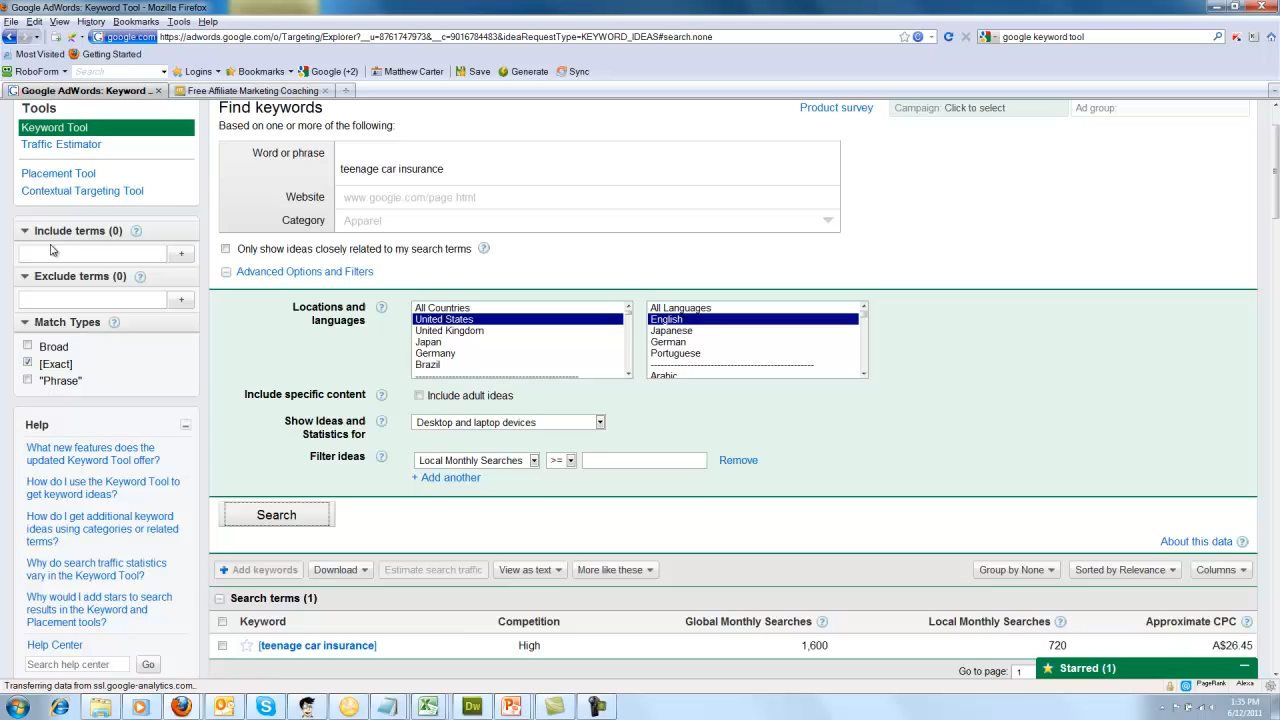 Google AdWords: Keyword Tool - Mozilla Firefox
File Edit View History Bookmarks Tools Help
google.com https://adwords.google.com/o/Targeting/Explorer?__u=8761747973&__c=9016784483&ideaRequestType=KEYWORD_IDEAS#search.none
google keyword tool
Most Visited Getting Started
RoboForm Search Logins Bookmarks Google (+2) Matthew Carter Save Generate Sync
Google AdWords: Keyword ... Free Affiliate Marketing Coaching
Tools
Keyword Tool
Traffic Estimator
Placement Tool
Contextual Targeting Tool
Include terms (0)
+
Exclude terms (0)
+
Match Types
Broad
[Exact]
"Phrase"
Help
What new features does the
updated Keyword Tool offer?
How do I use the Keyword Tool to
get keyword ideas?
How do I get additional keyword
ideas using categories or related
terms?
Why do search traffic statistics
vary in the Keyword Tool?
Why would I add stars to search
results in the Keyword and
Placement tools?
Help Center
Search help center Go
Find keywords
Product survey
Campaign: Click to select
Ad group:
Based on one or more of the following:
Word or phrase
teenage car insurance
Website www.google.com/page.html
Category Apparel
Only show ideas closely related to my search terms
Advanced Options and Filters
Locations and
languages
All Countries
United States
United Kingdom
Japan
Germany
Brazil
All Languages
English
Japanese
German
Portuguese
Arabic
Include specific content Include adult ideas
Show Ideas and
Statistics for
Desktop and laptop devices
Filter ideas Local Monthly Searches >= Remove
+ Add another
Search
About this data
Add keywords Download Estimate search traffic View as text More like these Group by None Sorted by Relevance Columns
Search terms (1)
Keyword Competition Global Monthly Searches Local Monthly Searches Approximate CPC
[teenage car insurance] High 1,600 720 A$26.45
Go to page: 1
Starred (1)
Transferring data from ssl.google-analytics.com...
PageRank Alexa
1:35 PM
6/12/2011